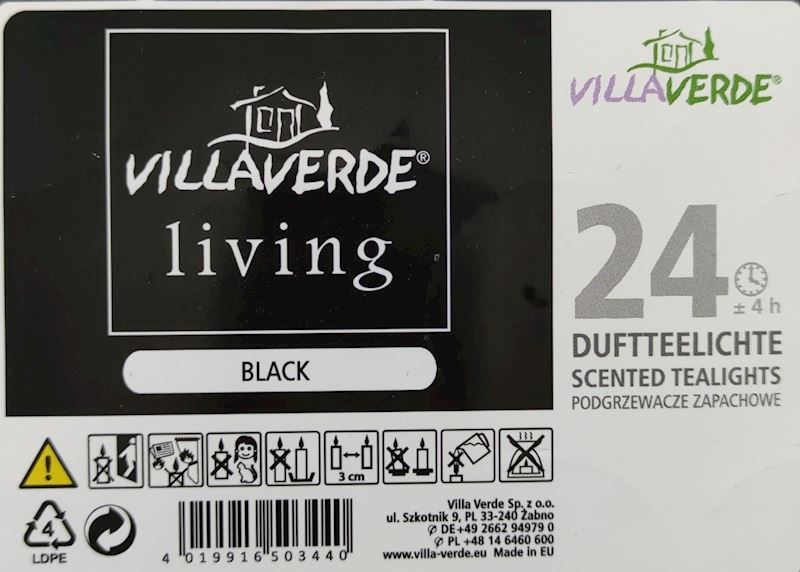 VILLAVERDE®
living
BLACK
VILLAVERDE®
24
± 4 h
DUFTTEELICHTE
SCENTED TEALIGHTS
PODGRZEWACZE ZAPACHOWE
3 cm
4
LDPE
4 019916 503440
Villa Verde Sp. z o.o.
ul. Szkotnik 9, PL 33-240 Żabno
✆ DE+49 2662 94979 0
✆ PL +48 14 6460 600
www.villa-verde.eu Made in EU